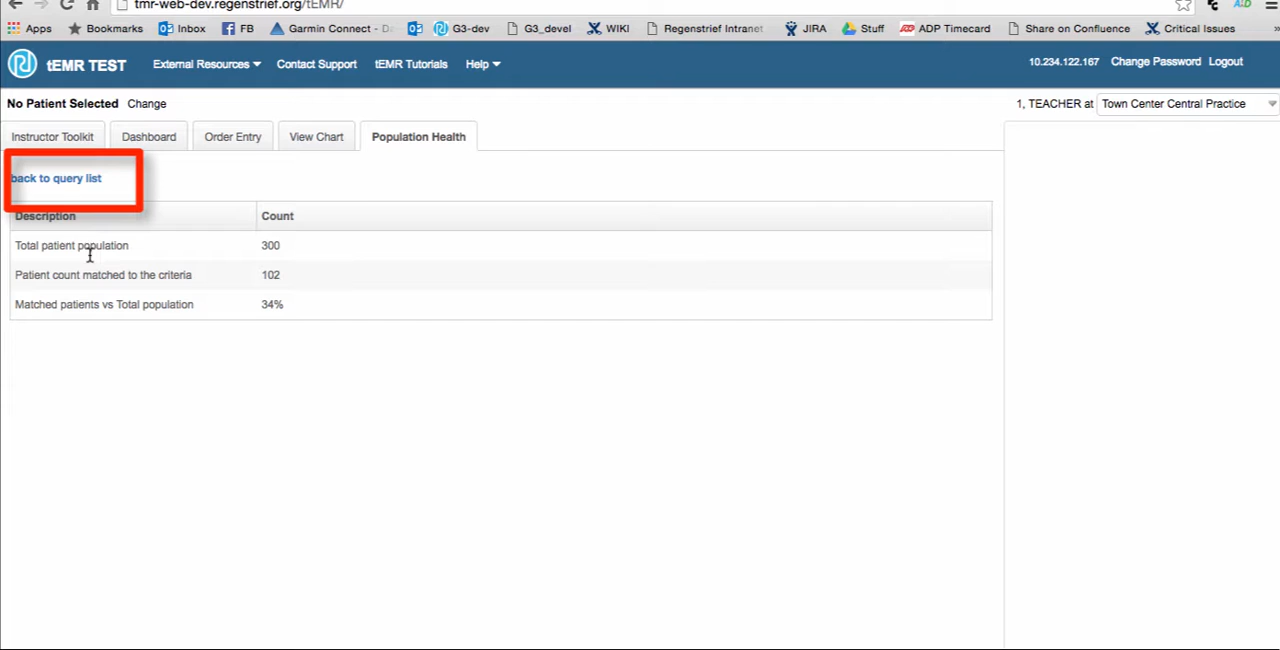 tmr-web-dev.regenstrief.org/tEMR/
Apps Bookmarks Inbox FB Garmin Connect - Da G3-dev G3_devel WIKI Regenstrief Intranet JIRA Stuff ADP Timecard Share on Confluence Critical Issues »
tEMR TEST External Resources Contact Support tEMR Tutorials Help 10.234.122.167 Change Password Logout
No Patient Selected Change 1, TEACHER at Town Center Central Practice
Instructor Toolkit Dashboard Order Entry View Chart Population Health
back to query list
Description Count
Total patient population 300
Patient count matched to the criteria 102
Matched patients vs Total population 34%